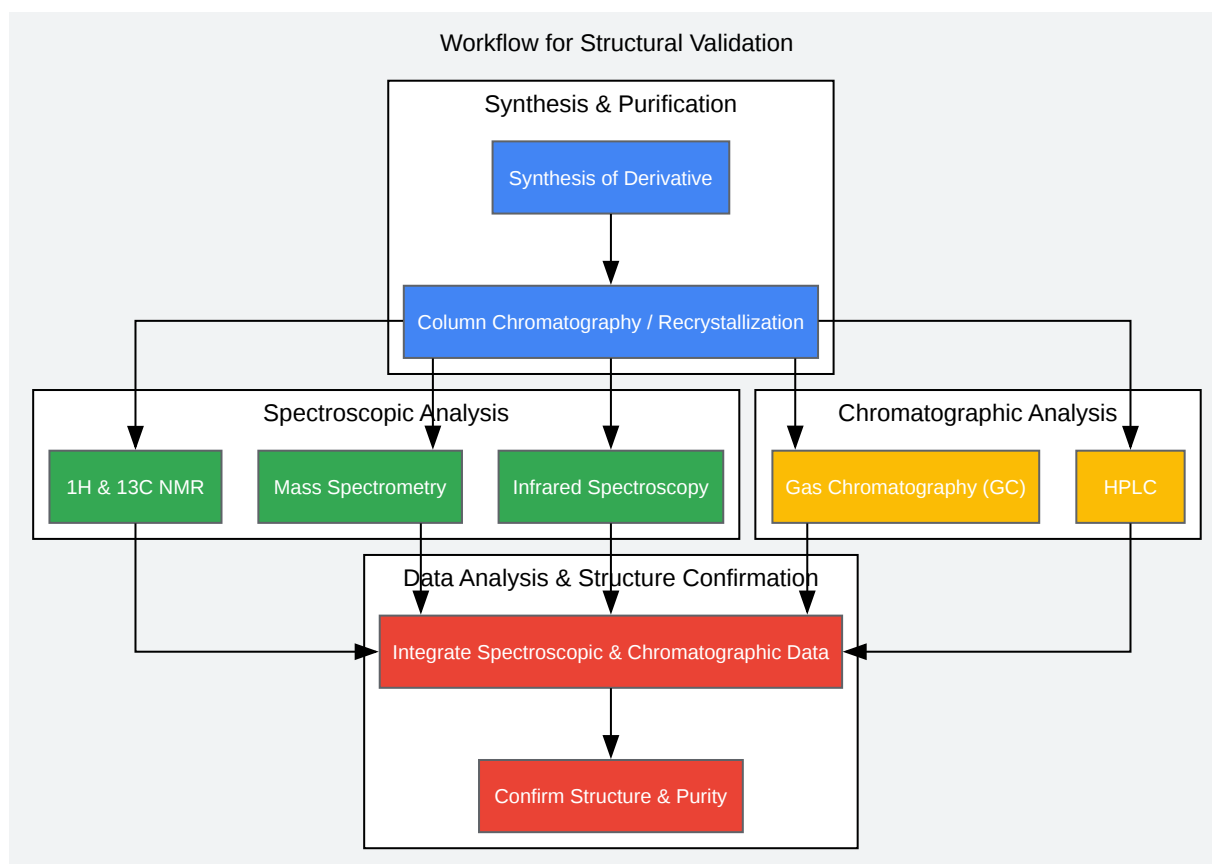 Workflow for Structural Validation
Synthesis & Purification
Synthesis of Derivative
Column Chromatography / Recrystallization
Spectroscopic Analysis
Chromatographic Analysis
1H & 13C NMR
Mass Spectrometry
Infrared Spectroscopy
Gas Chromatography (GC)
HPLC
Data Analysis & Structure Confirmation
Integrate Spectroscopic & Chromatographic Data
Confirm Structure & Purity